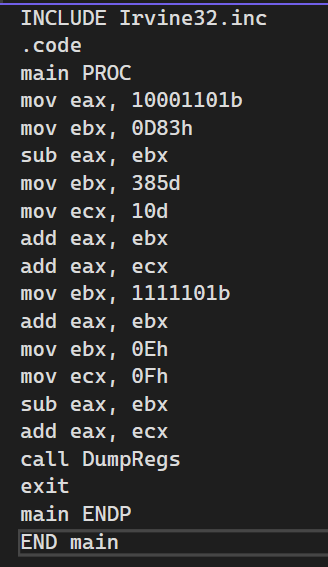 INCLUDE Irvine32.inc
.code
main PROC
mov eax, 10001101b
mov ebx, 0D83h
sub eax, ebx
mov ebx, 385d
mov ecx, 10d
add eax, ebx
add eax, ecx
mov ebx, 1111101b
add eax, ebx
mov ebx, 0Eh
mov ecx, 0Fh
sub eax, ebx
add eax, ecx
call DumpRegs
exit
main ENDP
END main